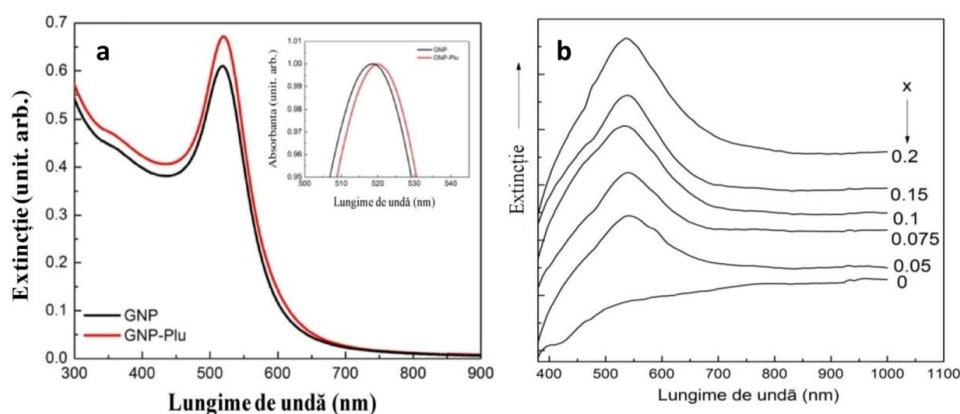 a
Extincție (unit. arb.)
0.7
0.6
0.5
0.4
0.3
0.2
0.1
0.0
300 400 500 600 700 800 900
Lungime de undă (nm)
GNP
GNP-Plu
Absorbanta (unit. arb.)
1.01
1.00
0.99
0.98
0.97
0.96
0.95
500 510 520 530 540
Lungime de undă (nm)
GNP
GNP-Plu
b
Extincție
x
0.2
0.15
0.1
0.075
0.05
0
400 500 600 700 800 900 1000 1100
Lungime de undă (nm)